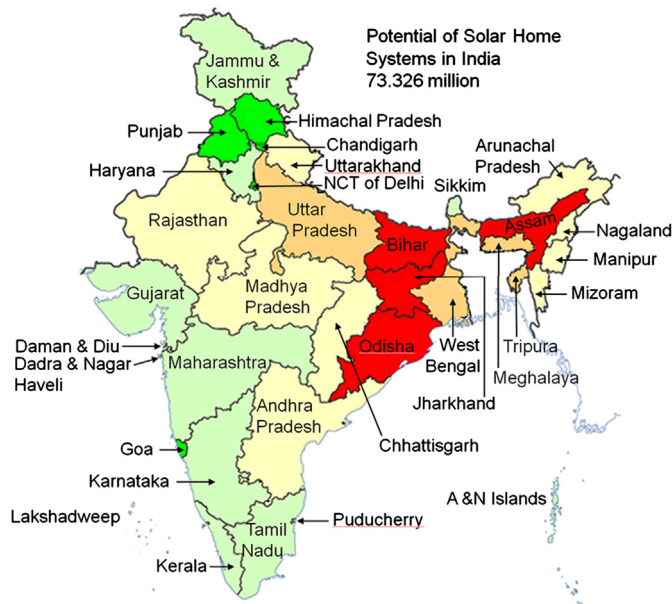 Potential of Solar Home
Systems in India
73.326 million
Jammu &
Kashmir
Himachal Pradesh
Punjab
Chandigarh
Arunachal
Pradesh
Haryana
Uttarakhand
NCT of Delhi
Sikkim
Rajasthan
Uttar
Pradesh
Assam
Nagaland
Bihar
Manipur
Gujarat
Madhya
Pradesh
Mizoram
Daman & Diu
Dadra & Nagar
Haveli
Maharashtra
Odisha
West
Bengal
Tripura
Meghalaya
Jharkhand
Andhra
Pradesh
Chhattisgarh
Goa
Karnataka
A &N Islands
Lakshadweep
Puducherry
Tamil
Nadu
Kerala